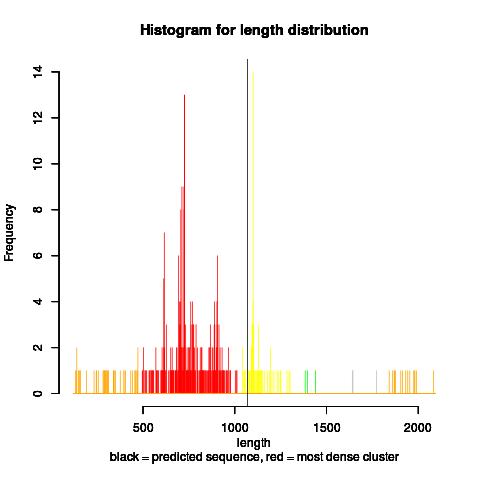 Histogram for length distribution
Frequency
14
12
10
8
6
4
2
0
500 1000 1500 2000
length
black = predicted sequence, red = most dense cluster